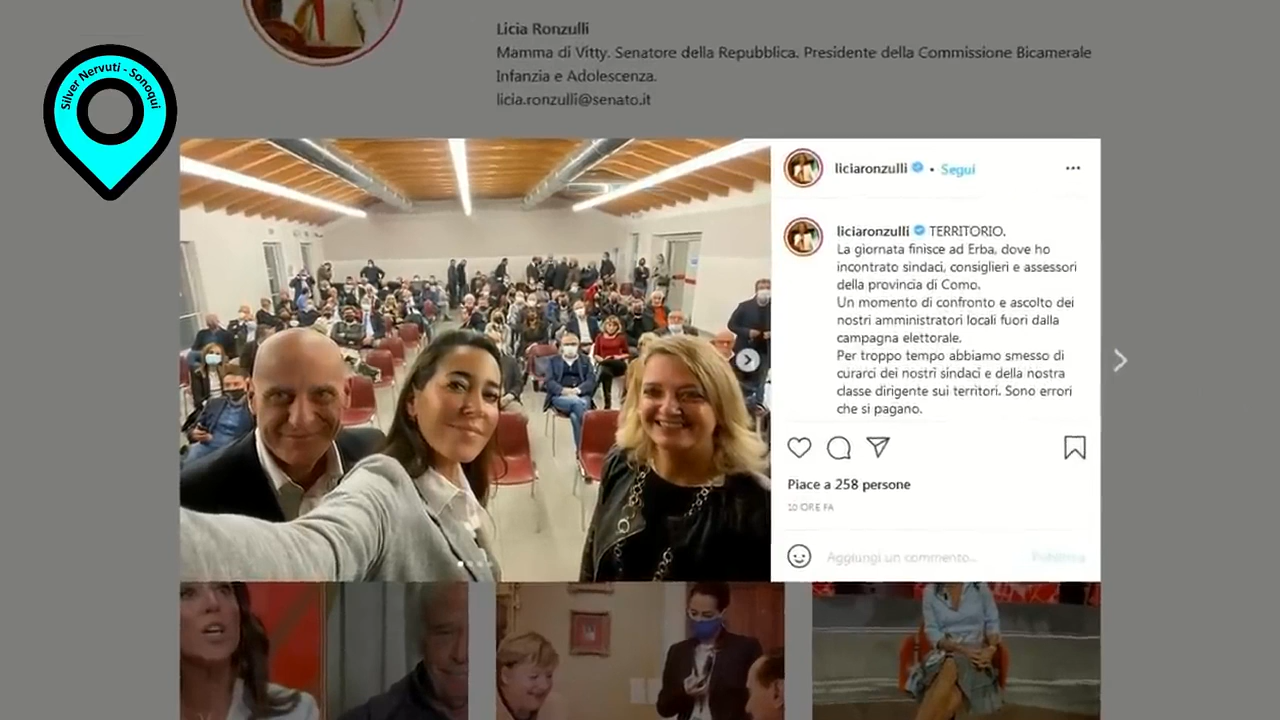 Licia Ronzulli
Mamma di Vitty. Senatore della Repubblica. Presidente della Commissione Bicamerale
Infanzia e Adolescenza.
licia.ronzulli@senato.it
Silver Nervuti - Sonoqui
liciaronzulli • Segui
liciaronzulli TERRITORIO.
La giornata finisce ad Erba, dove ho
incontrato sindaci, consiglieri e assessori
della provincia di Como.
Un momento di confronto e ascolto dei
nostri amministratori locali fuori dalla
campagna elettorale.
Per troppo tempo abbiamo smesso di
curarci dei nostri sindaci e della nostra
classe dirigente sui territori. Sono errori
che si pagano.
Piace a 258 persone
10 ORE FA
Aggiungi un commento...
Pubblica